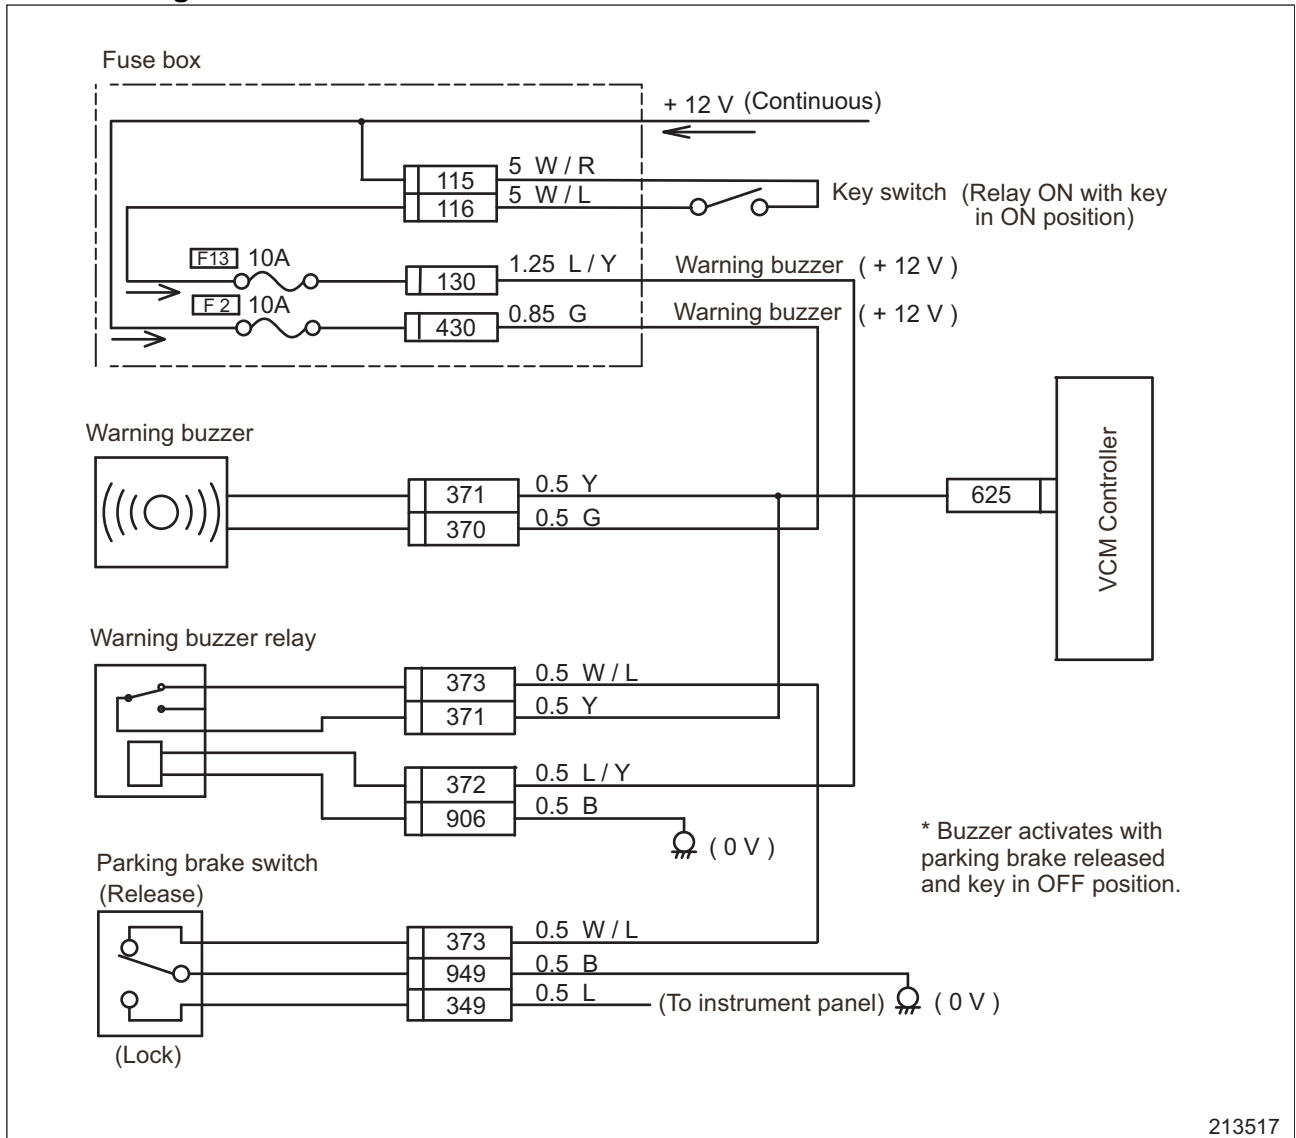 Fuse box
+ 12 V (Continuous)
115 5 W / R
116 5 W / L
Key switch (Relay ON with key
in ON position)
F13 10A
130 1.25 L / Y Warning buzzer ( + 12 V )
F 2 10A
430 0.85 G Warning buzzer ( + 12 V )
Warning buzzer
371 0.5 Y
370 0.5 G
625
VCM Controller
Warning buzzer relay
373 0.5 W / L
371 0.5 Y
372 0.5 L / Y
906 0.5 B
( 0 V )
* Buzzer activates with
parking brake released
and key in OFF position.
Parking brake switch
(Release)
373 0.5 W / L
949 0.5 B
349 0.5 L (To instrument panel) ( 0 V )
(Lock)
213517